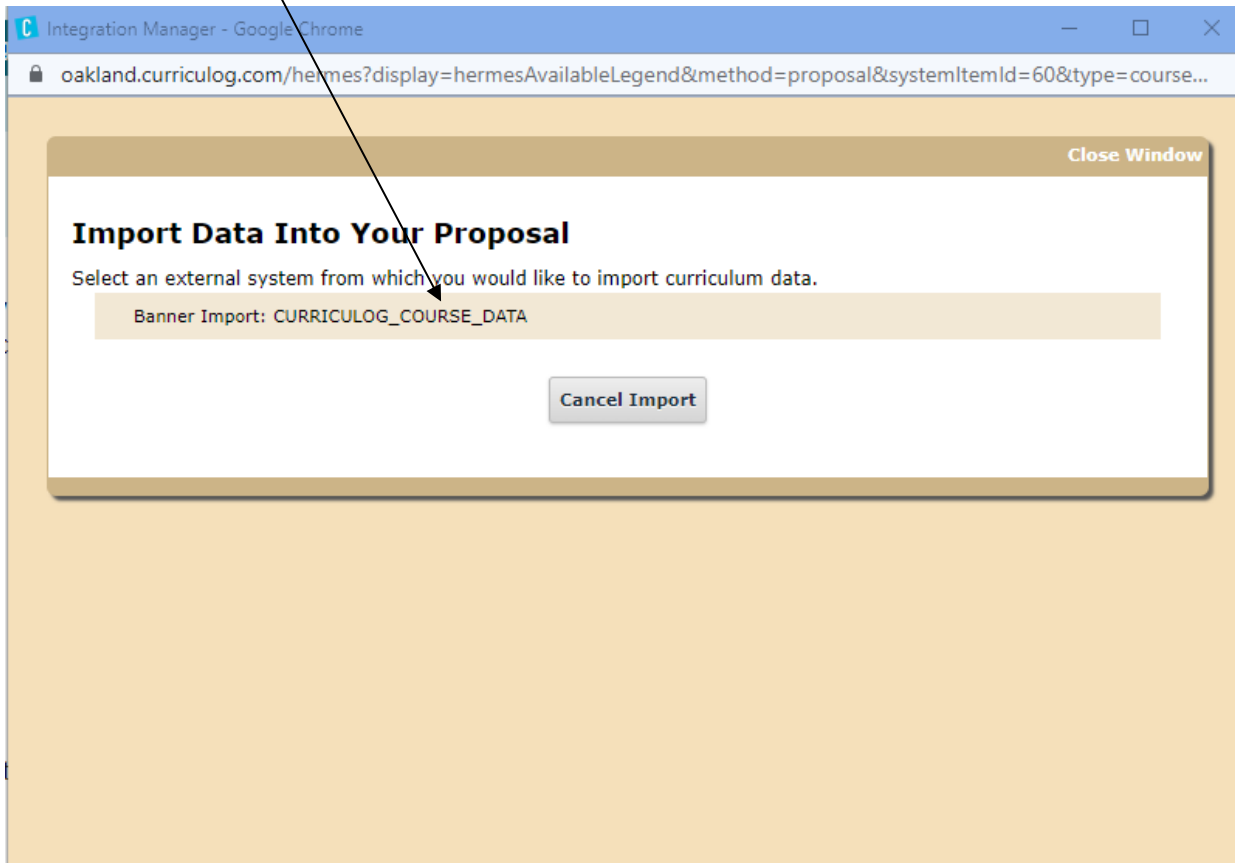 Integration Manager - Google Chrome
oakland.curriculog.com/hermes?display=hermesAvailableLegend&method=proposal&systemItemId=60&type=course...
Close Window
Import Data Into Your Proposal
Select an external system from which you would like to import curriculum data.
Banner Import: CURRICULOG_COURSE_DATA
Cancel Import